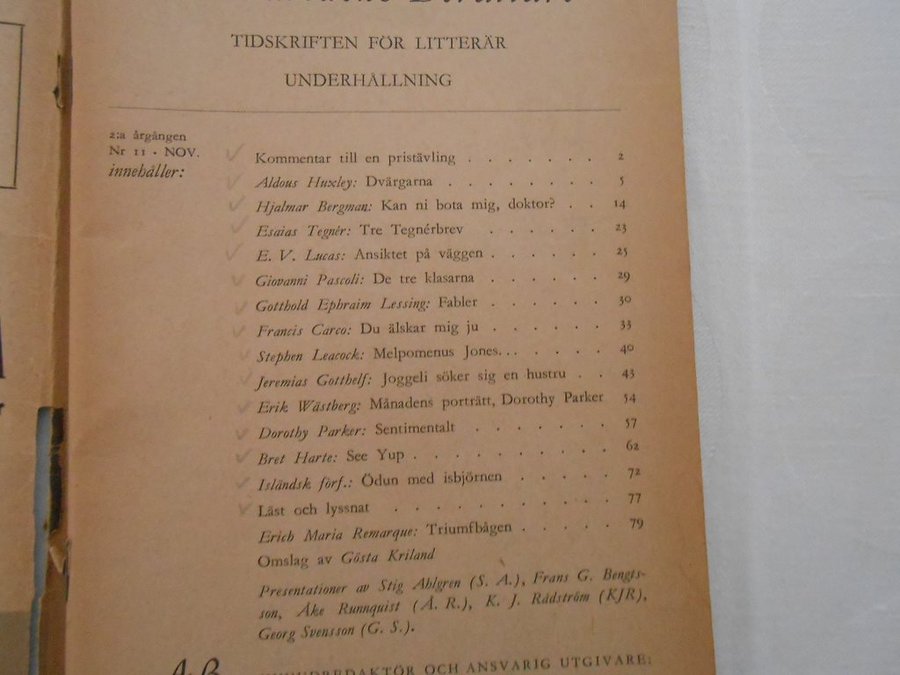 TIDSKRIFTEN FÖR LITTERÄR
UNDERHÅLLNING
2:a årgången
Nr 11 · NOV.
innehåller:
Kommentar till en pristävling . . . . . . . 2
Aldous Huxley: Dvärgarna . . . . . . . 5
Hjalmar Bergman: Kan ni bota mig, doktor? . . 14
Esaias Tegnér: Tre Tegnérbrev . . . . . . 23
E. V. Lucas: Ansiktet på väggen . . . . . . 25
Giovanni Pascoli: De tre klasarna . . . . . . 29
Gotthold Ephraim Lessing: Fabler . . . . . . 30
Francis Carco: Du älskar mig ju . . . . . . 33
Stephen Leacock: Melpomenus Jones. . . . . . . 40
Jeremias Gotthelf: Joggeli söker sig en hustru . . 43
Erik Wästberg: Månadens porträtt, Dorothy Parker 54
Dorothy Parker: Sentimentalt . . . . . . . 57
Bret Harte: See Yup . . . . . . . . . . 62
Isländsk förf.: Ödun med isbjörnen . . . . . 72
Läst och lyssnat . . . . . . . . . . 77
Erich Maria Remarque: Triumfbågen . . . . . 79
Omslag av Gösta Kriland
Presentationer av Stig Ahlgren (S. A.), Frans G. Bengts-
son, Åke Runnquist (Å. R.), K. J. Rådström (KJR),
Georg Svensson (G. S.).
OCH ANSVARIG UTGIVARE: